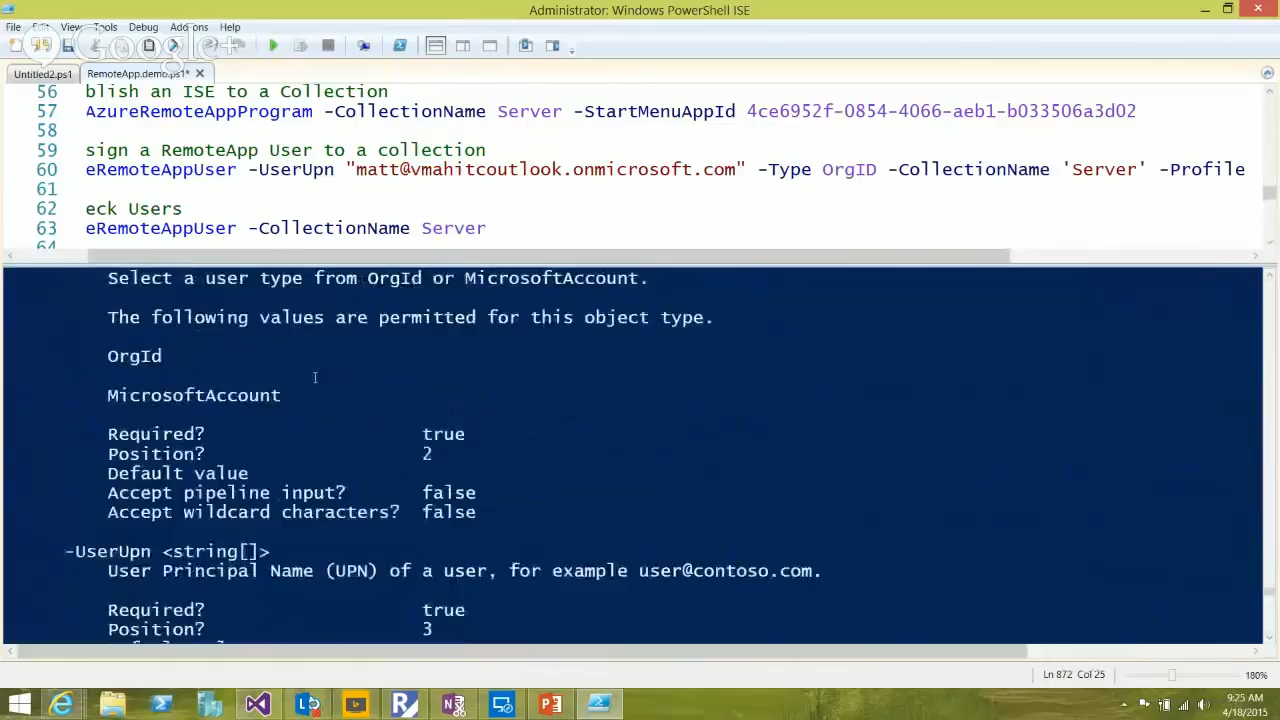 Administrator: Windows PowerShell ISE
File Edit View Tools Debug Add-ons Help
Google+
Untitled2.ps1 RemoteApp.demo.ps1*
56 blish an ISE to a Collection
57 AzureRemoteAppProgram -CollectionName Server -StartMenuAppId 4ce6952f-0854-4066-aeb1-b033506a3d02
58
59 sign a RemoteApp User to a collection
60 eRemoteAppUser -UserUpn "matt@vmahitcoutlook.onmicrosoft.com" -Type OrgID -CollectionName 'Server' -Profile
61
62 eck Users
63 eRemoteAppUser -CollectionName Server
64
Select a user type from OrgId or MicrosoftAccount.
The following values are permitted for this object type.
OrgId
MicrosoftAccount
Required? true
Position? 2
Default value
Accept pipeline input? false
Accept wildcard characters? false
-UserUpn <string[]>
User Principal Name (UPN) of a user, for example user@contoso.com.
Required? true
Position? 3
Ln 872 Col 25 180%
9:25 AM
4/18/2015